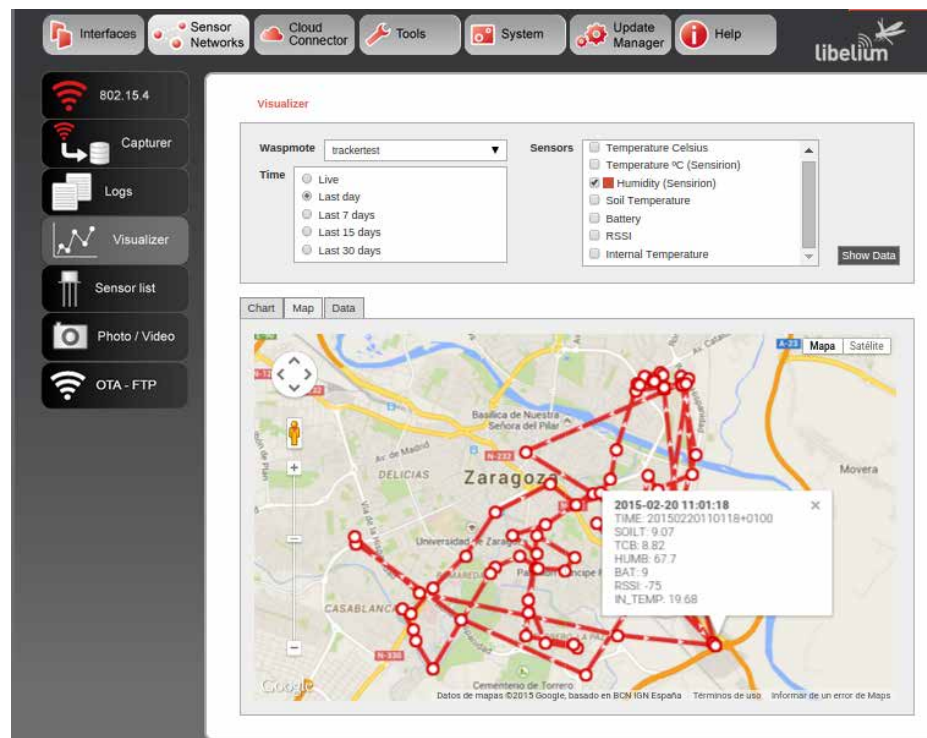 Interfaces
Sensor
Networks
Cloud
Connector
Tools
System
Update
Manager
Help
libelium
802.15.4
Capturer
Logs
Visualizer
Sensor list
Photo / Video
OTA - FTP
Visualizer
Waspmote
trackertest
Time
Live
Last day
Last 7 days
Last 15 days
Last 30 days
Sensors
Temperature Celsius
Temperature ºC (Sensirion)
Humidity (Sensirion)
Soil Temperature
Battery
RSSI
Internal Temperature
Show Data
Chart
Map
Data
Mapa
Satélite
A-23
Basílica de Nuestra
Señora del Pilar
Av. de Madrid
N-232
DELICIAS
Zaragoza
Movera
Vía de la Hispanidad
CASABLANCA
N-330
Cementerio de Torrero
2015-02-20 11:01:18
TIME: 20150220110118+0100
SOILT: 9.07
TCB: 8.82
HUMB: 67.7
BAT: 9
RSSI: -75
IN_TEMP: 19.68
Google
Datos de mapas ©2015 Google, basado en BCN IGN España
Términos de uso
Informar de un error de Maps